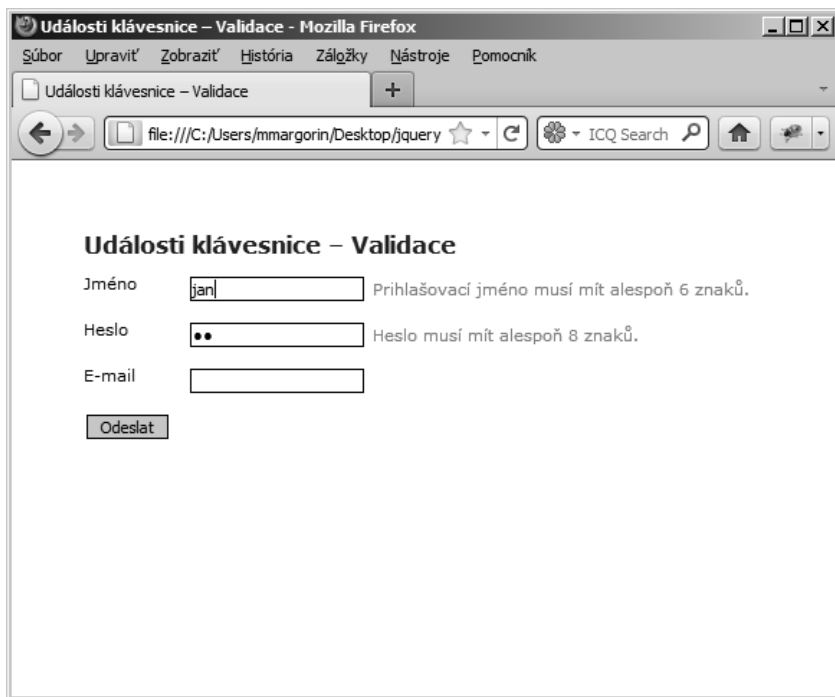 Události klávesnice – Validace - Mozilla Firefox
Súbor Upraviť Zobraziť História Záložky Nástroje Pomocník
Události klávesnice – Validace
file:///C:/Users/mmargorin/Desktop/jquery ICQ Search
Události klávesnice – Validace
Jméno jan Prihlašovací jméno musí mít alespoň 6 znaků.
Heslo •• Heslo musí mít alespoň 8 znaků.
E-mail
Odeslat